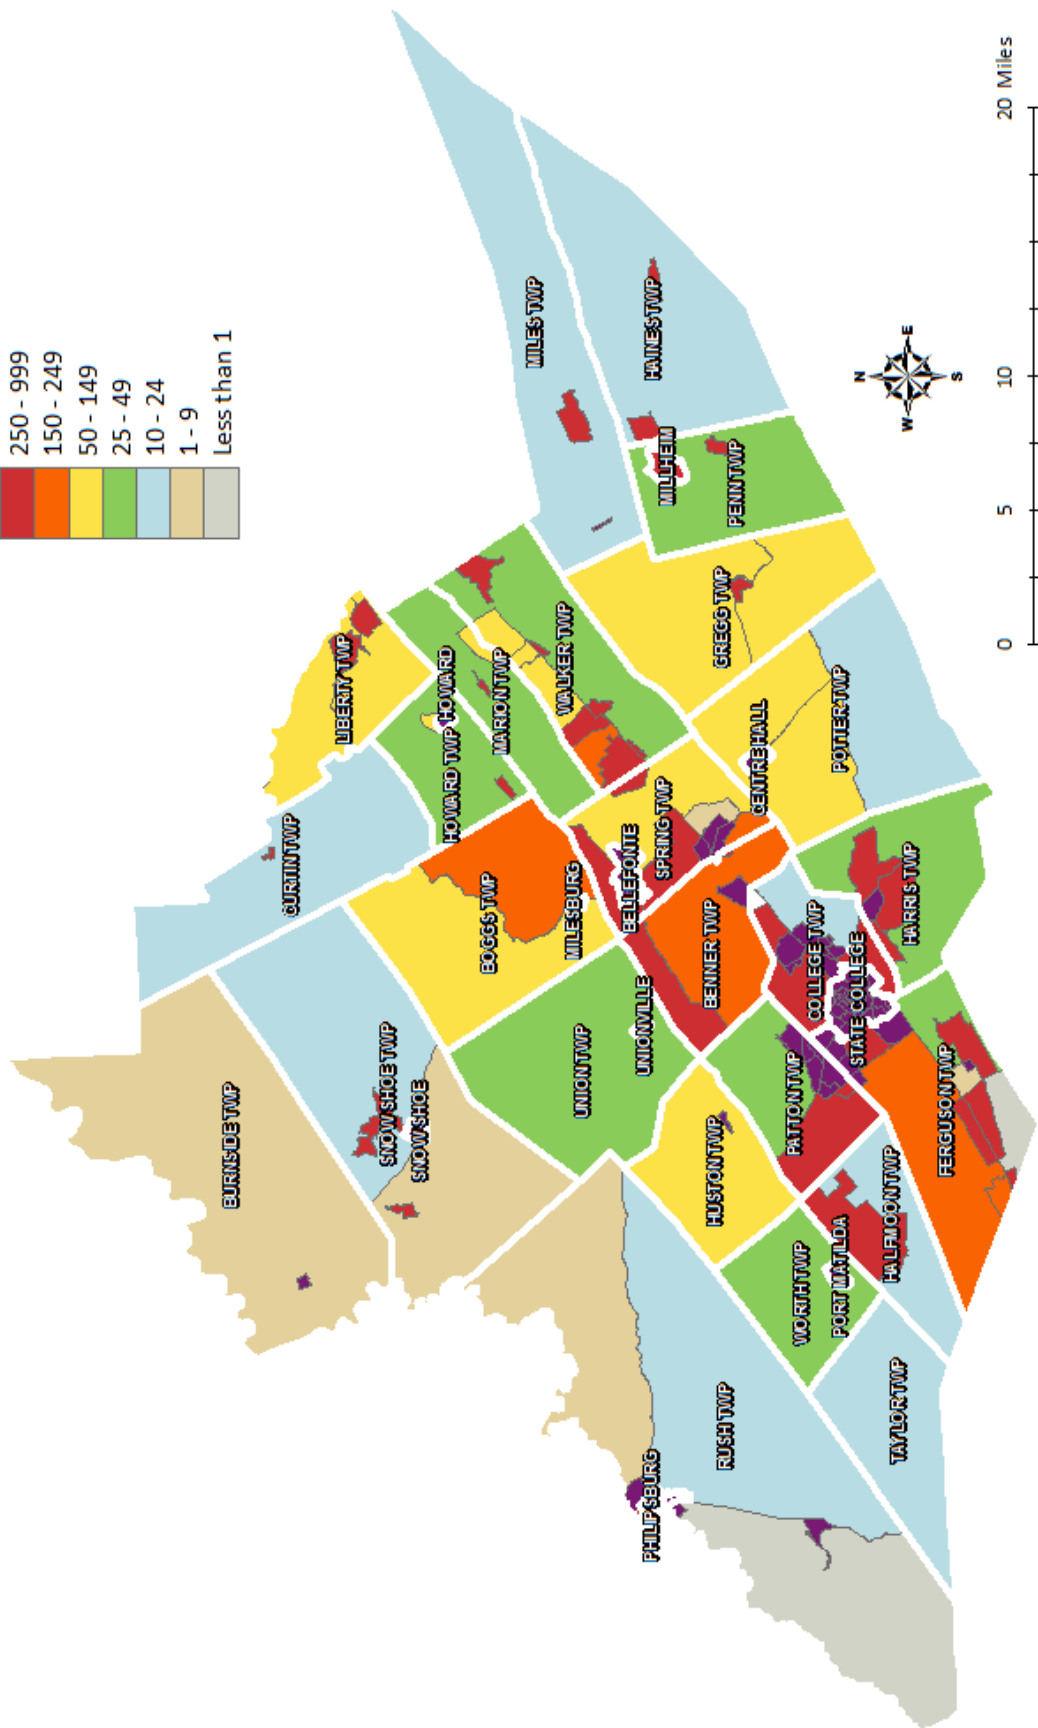 250 - 999
150 - 249
50 - 149
25 - 49
10 - 24
1 - 9
Less than 1
BURNSIDE TWP
CURTIN TWP
LIBERTY TWP
SNOW SHOE TWP
SNOW SHOE
HOWARD TWP
HOWARD
MARION TWP
WALKER TWP
MILES TWP
HAINES TWP
MILLHEIM
PENN TWP
GREGG TWP
BOGGS TWP
MILESBURG
BELLEFONTE
SPRING TWP
CENTRE HALL
POTTER TWP
UNION TWP
UNIONVILLE
BENNER TWP
COLLEGE TWP
STATE COLLEGE
HARRIS TWP
HUSTON TWP
PATTON TWP
FERGUSON TWP
WORTH TWP
PORT MATILDA
HALFMOON TWP
PHILIPSBURG
RUSH TWP
TAYLOR TWP
N
W
E
S
0
5
10
20 Miles